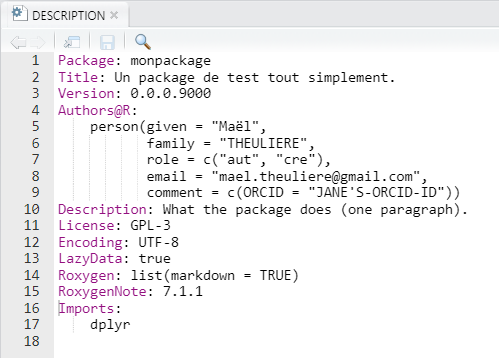 DESCRIPTION
1 Package: monpackage
2 Title: Un package de test tout simplement.
3 Version: 0.0.0.9000
4 Authors@R:
5     person(given = "Maël",
6            family = "THEULIERE",
7            role = c("aut", "cre"),
8            email = "mael.theuliere@gmail.com",
9            comment = c(ORCID = "JANE'S-ORCID-ID"))
10 Description: What the package does (one paragraph).
11 License: GPL-3
12 Encoding: UTF-8
13 LazyData: true
14 Roxygen: list(markdown = TRUE)
15 RoxygenNote: 7.1.1
16 Imports:
17     dplyr
18